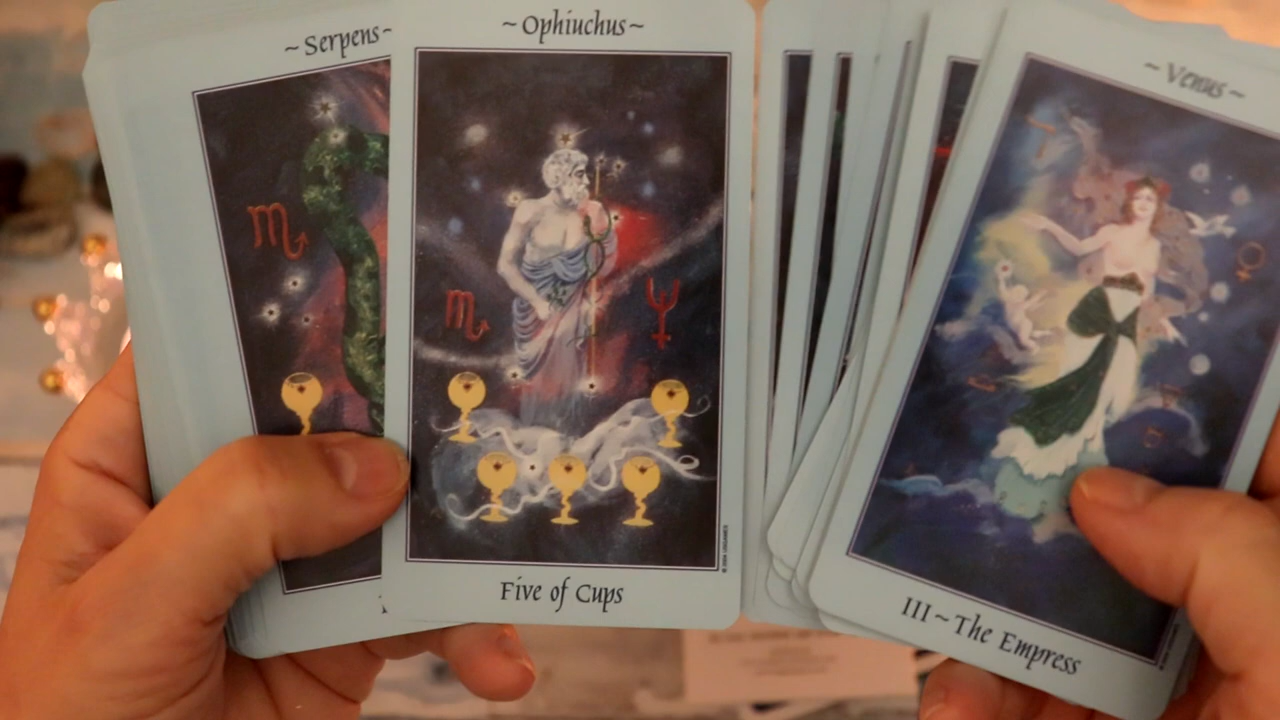 ~Serpens~
~Ophiuchus~
Five of Cups
~Venus~
III~The Empress